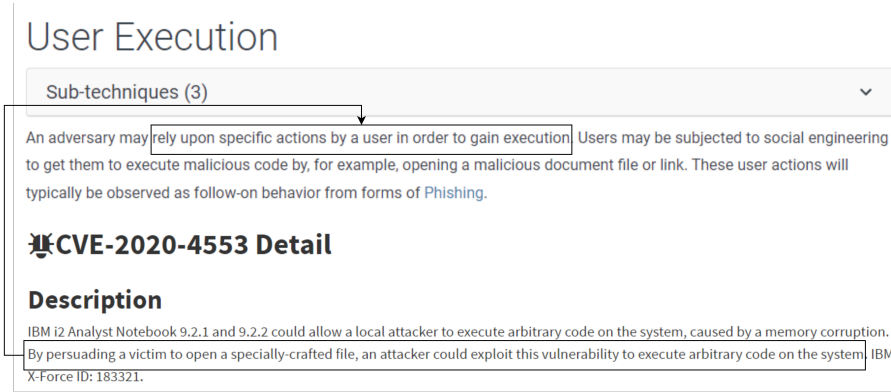 User Execution
Sub-techniques (3)
An adversary may rely upon specific actions by a user in order to gain execution. Users may be subjected to social engineering
to get them to execute malicious code by, for example, opening a malicious document file or link. These user actions will
typically be observed as follow-on behavior from forms of Phishing.
CVE-2020-4553 Detail
Description
IBM i2 Analyst Notebook 9.2.1 and 9.2.2 could allow a local attacker to execute arbitrary code on the system, caused by a memory corruption.
By persuading a victim to open a specially-crafted file, an attacker could exploit this vulnerability to execute arbitrary code on the system. IBM
X-Force ID: 183321.